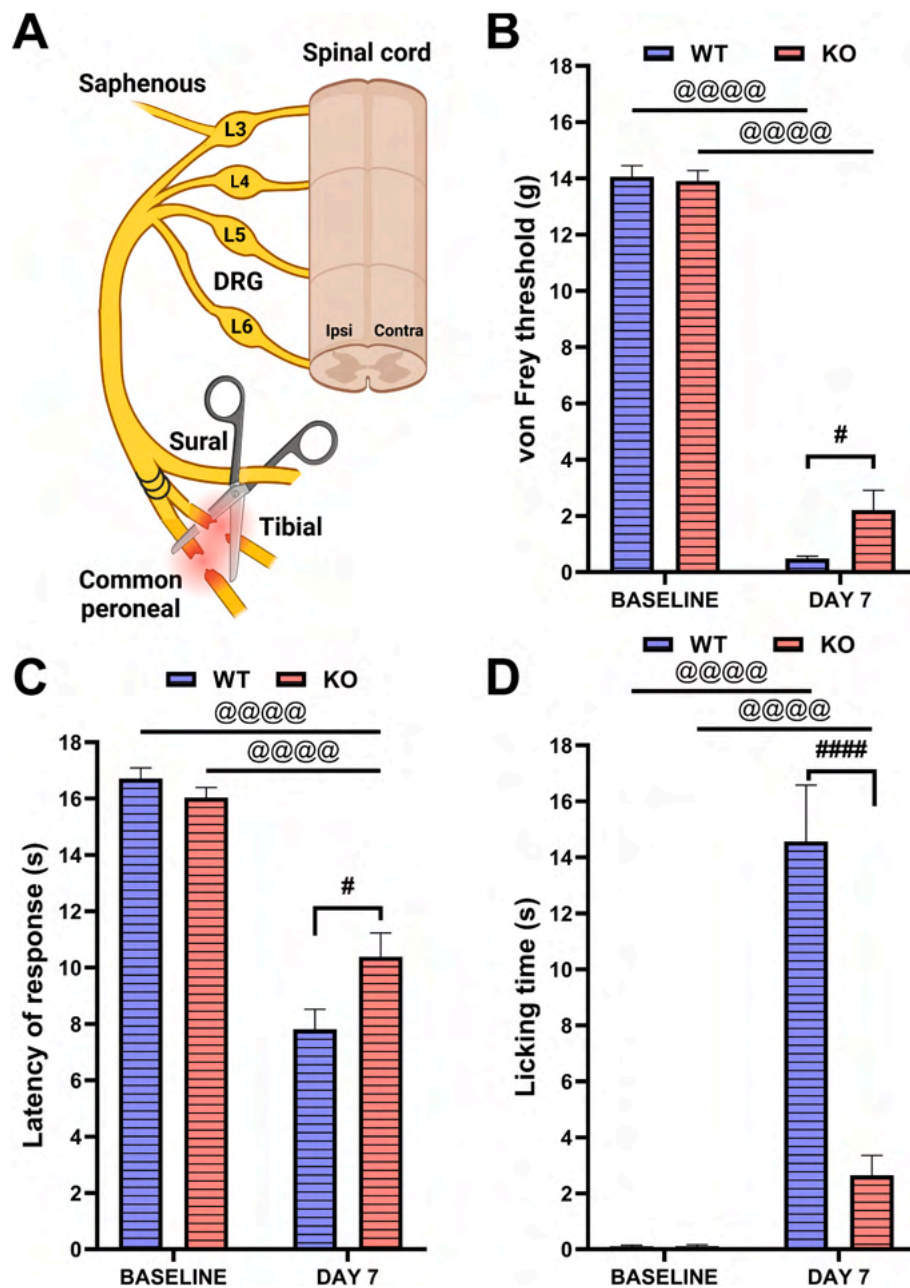 A
Saphenous
Spinal cord
L3
L4
L5
DRG
L6
Ipsi Contra
Sural
Tibial
Common
peroneal
B
WT KO
@@@@
@@@@
von Frey threshold (g)
18
16
14
12
10
8
6
4
2
0
#
BASELINE DAY 7
C
WT KO
@@@@
@@@@
Latency of response (s)
18
16
14
12
10
8
6
4
2
0
#
BASELINE DAY 7
D
WT KO
@@@@
@@@@
####
Licking time (s)
18
16
14
12
10
8
6
4
2
0
BASELINE DAY 7